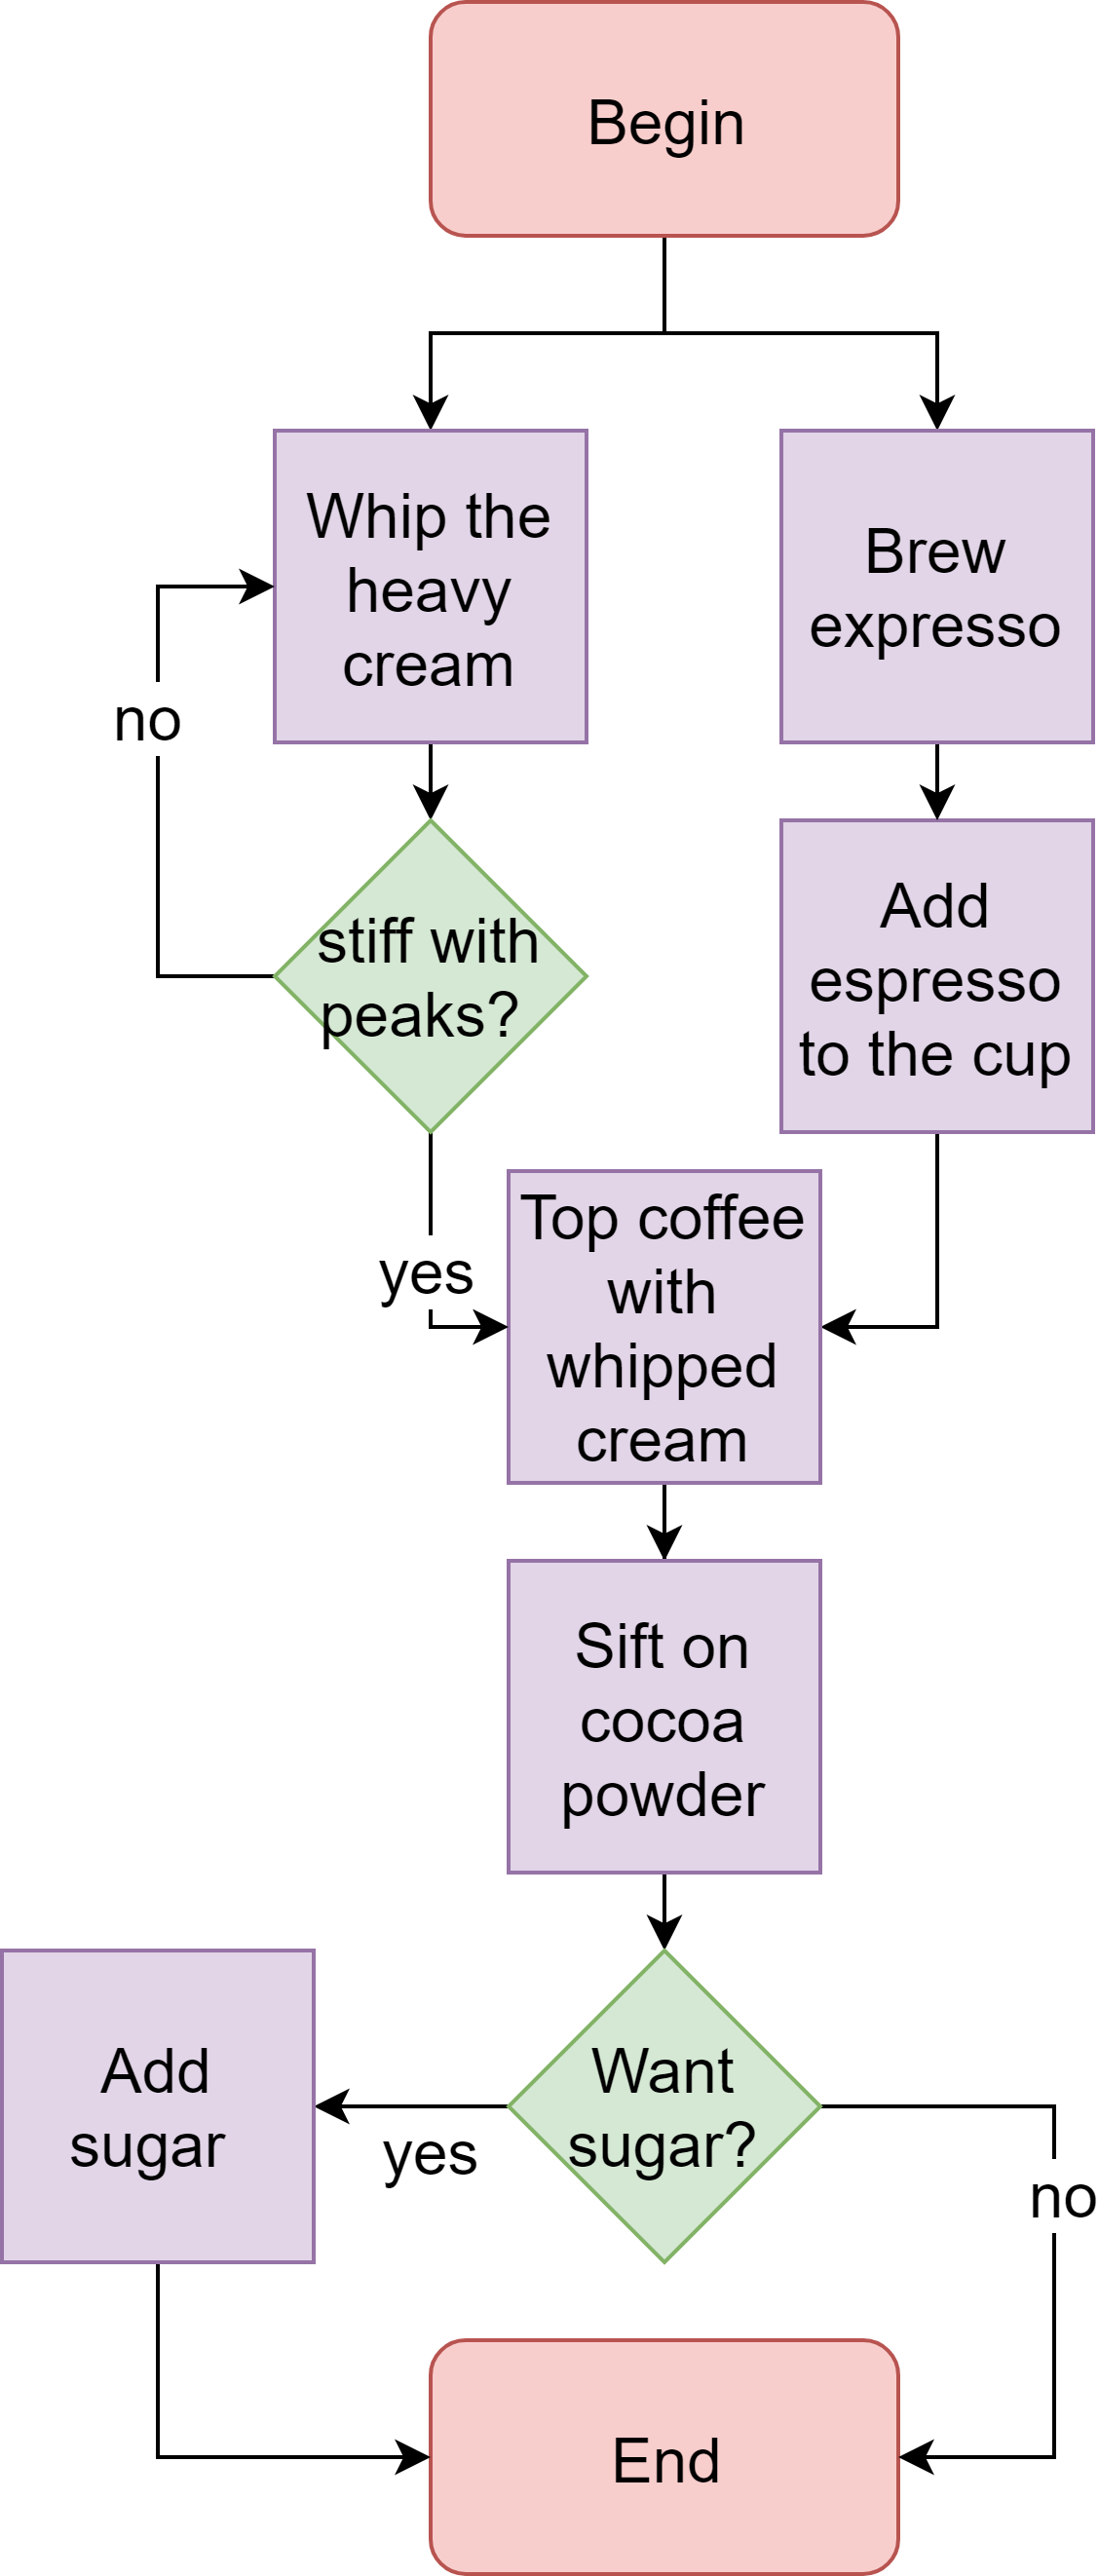 Begin
Whip the
heavy
cream
Brew
expresso
no
stiff with
peaks?
Add
espresso
to the cup
yes
Top coffee
with
whipped
cream
Sift on
cocoa
powder
Want
sugar?
yes
Add
sugar
no
End